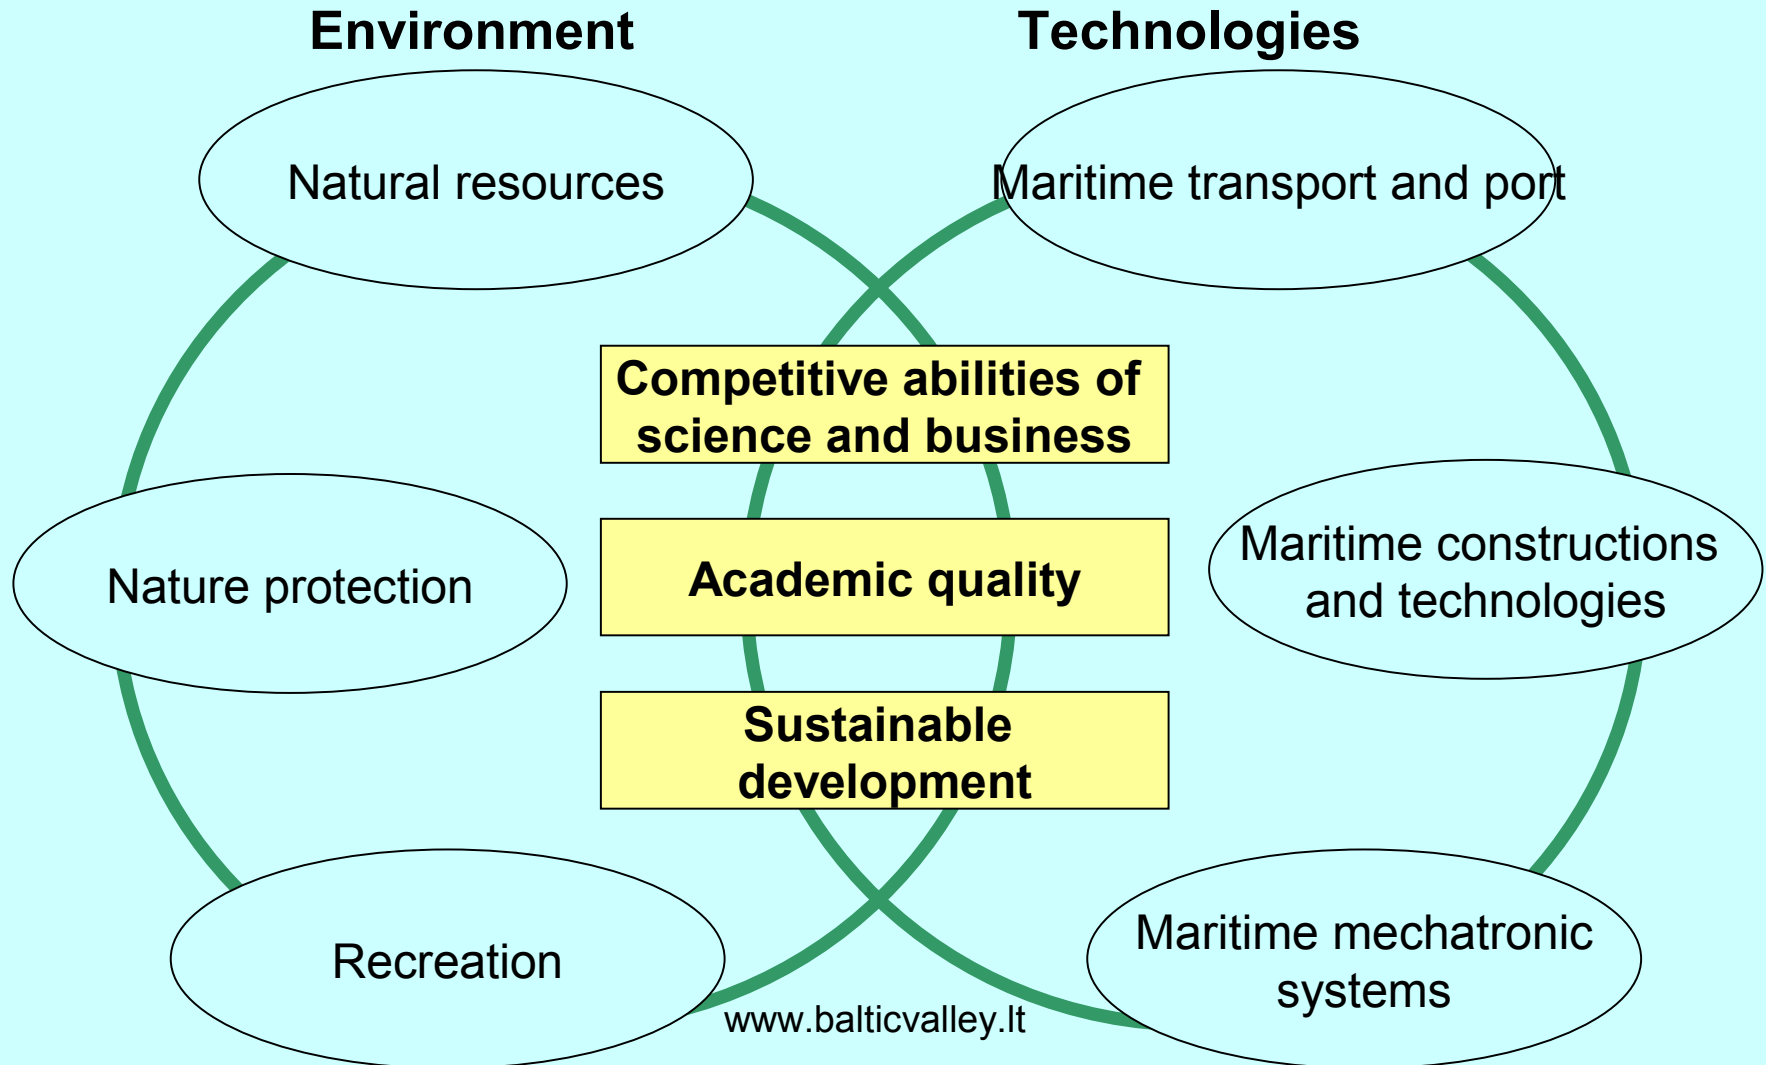 Environment
Technologies
Natural resources
Maritime transport and port
Competitive abilities of
science and business
Nature protection
Academic quality
Maritime constructions
and technologies
Sustainable
development
Recreation
Maritime mechatronic
systems
www.balticvalley.lt